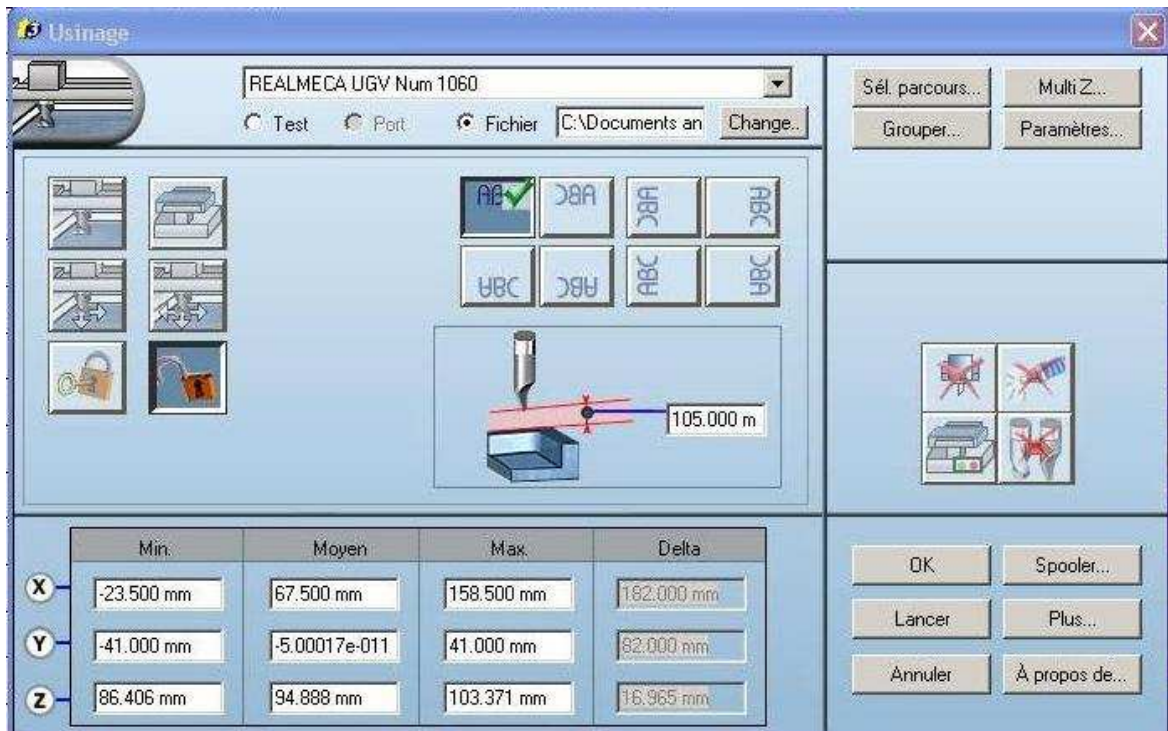 Usinage
REALMECA UGV Num 1060
Test Port Fichier C:\Documents an Change..
Sél. parcours... Multi Z...
Grouper... Paramètres...
105.000 m
Min. Moyen Max. Delta
X -23.500 mm 67.500 mm 158.500 mm 182.000 mm
Y -41.000 mm -5.00017e-011 41.000 mm 82.000 mm
Z 86.406 mm 94.888 mm 103.371 mm 16.965 mm
OK Spooler...
Lancer Plus...
Annuler À propos de...